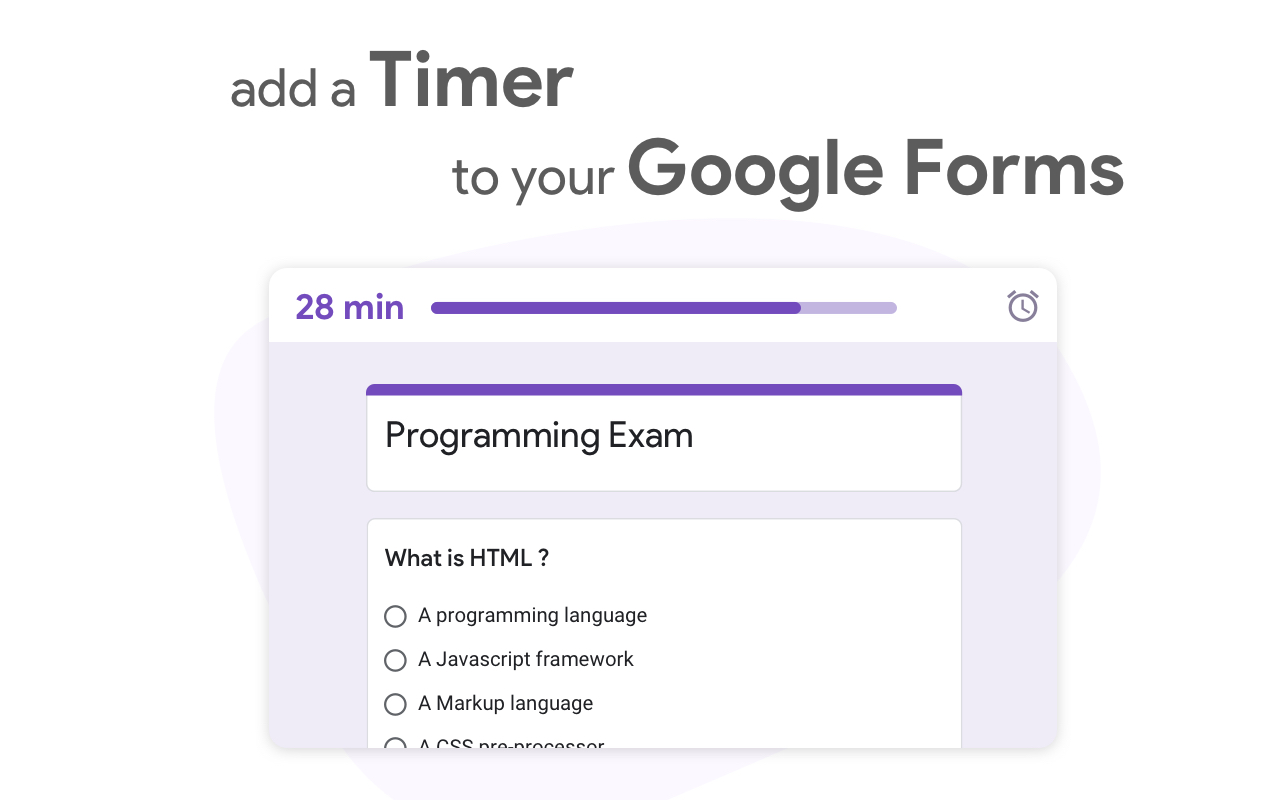 add a Timer
to your Google Forms
28 min
Programming Exam
What is HTML ?
A programming language
A Javascript framework
A Markup language
A CSS pre-processor